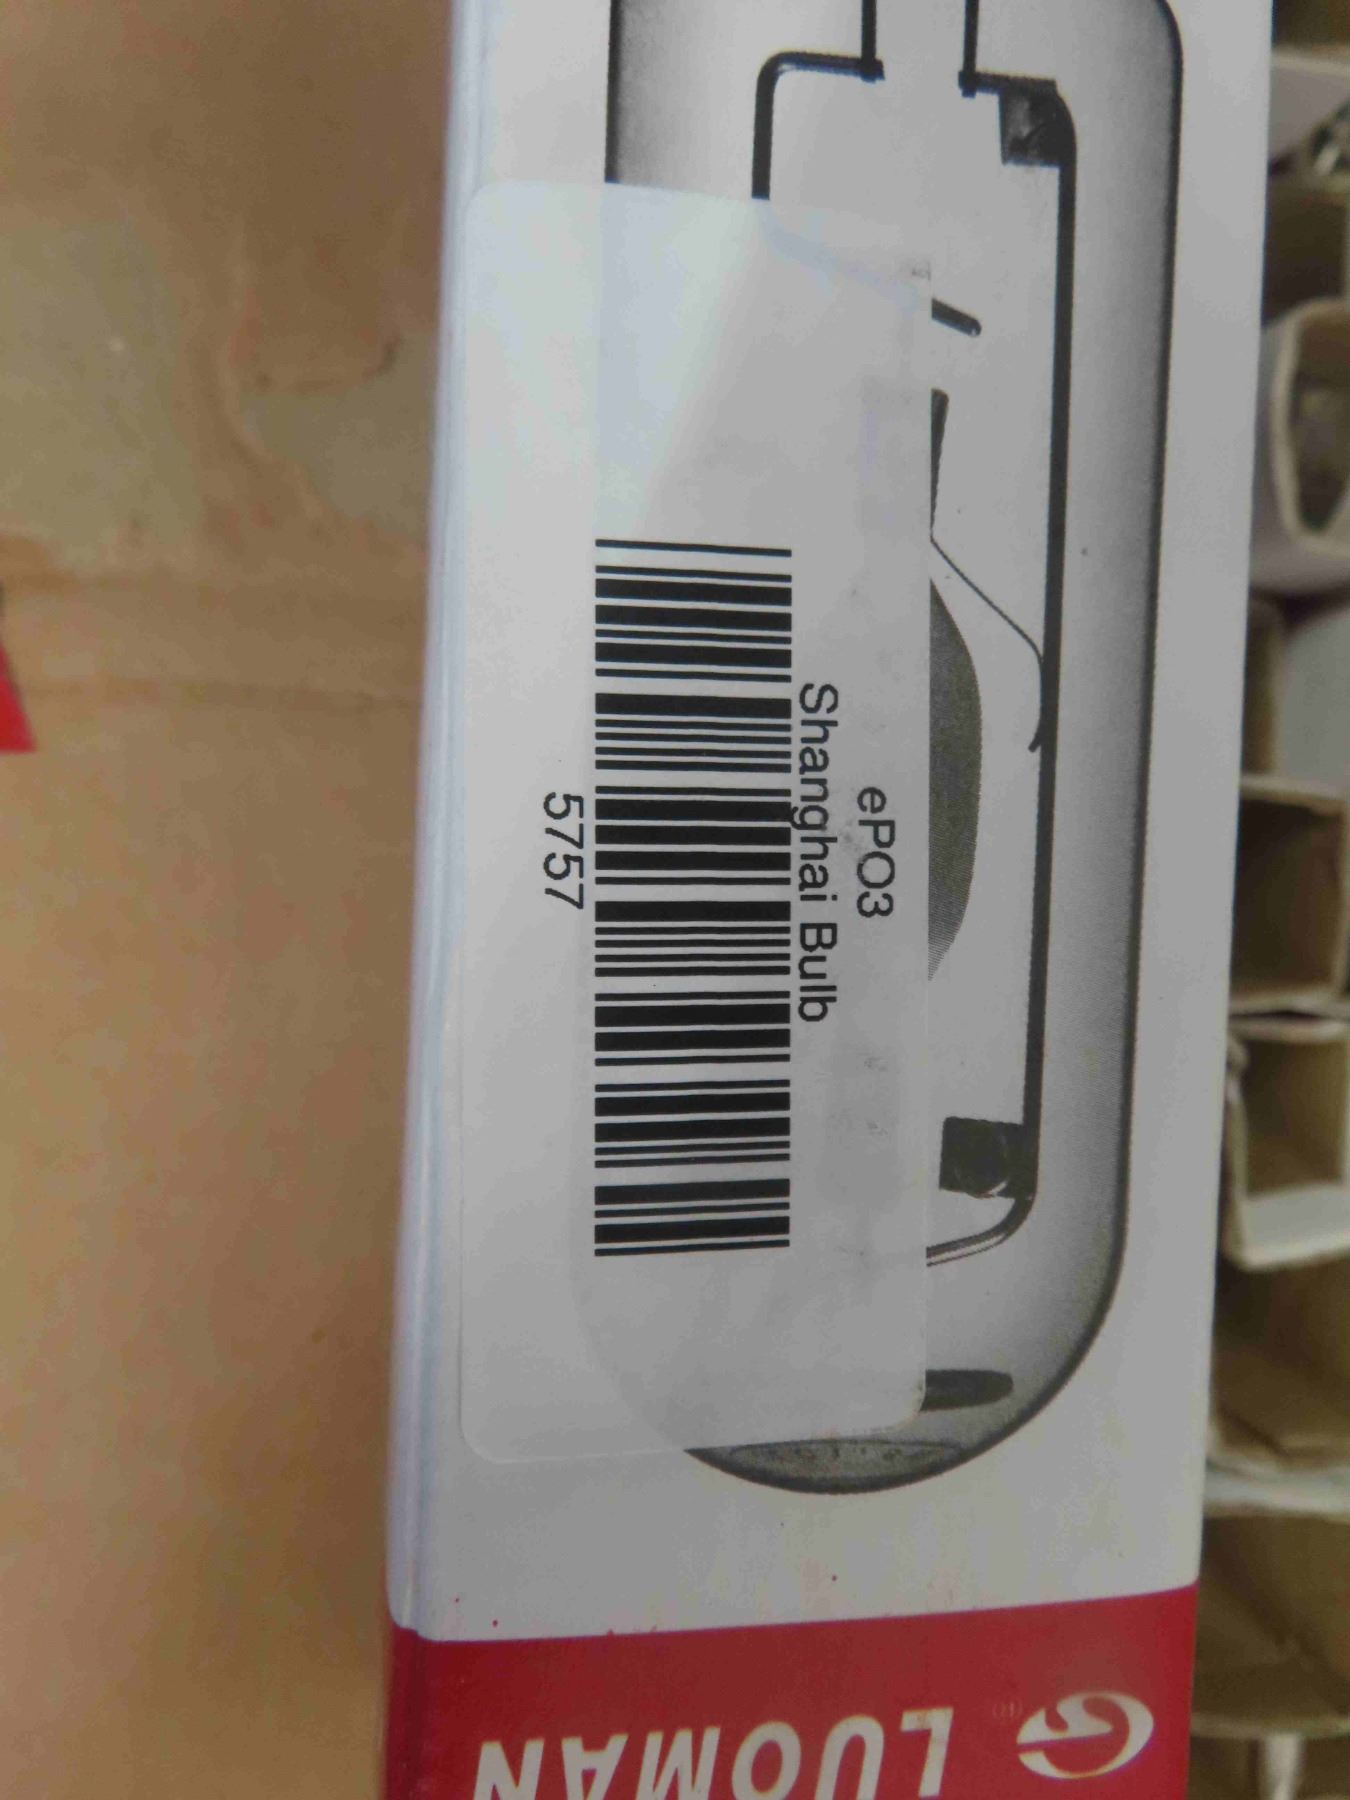 ePO3
Shanghai Bulb
5757
LUOMAN